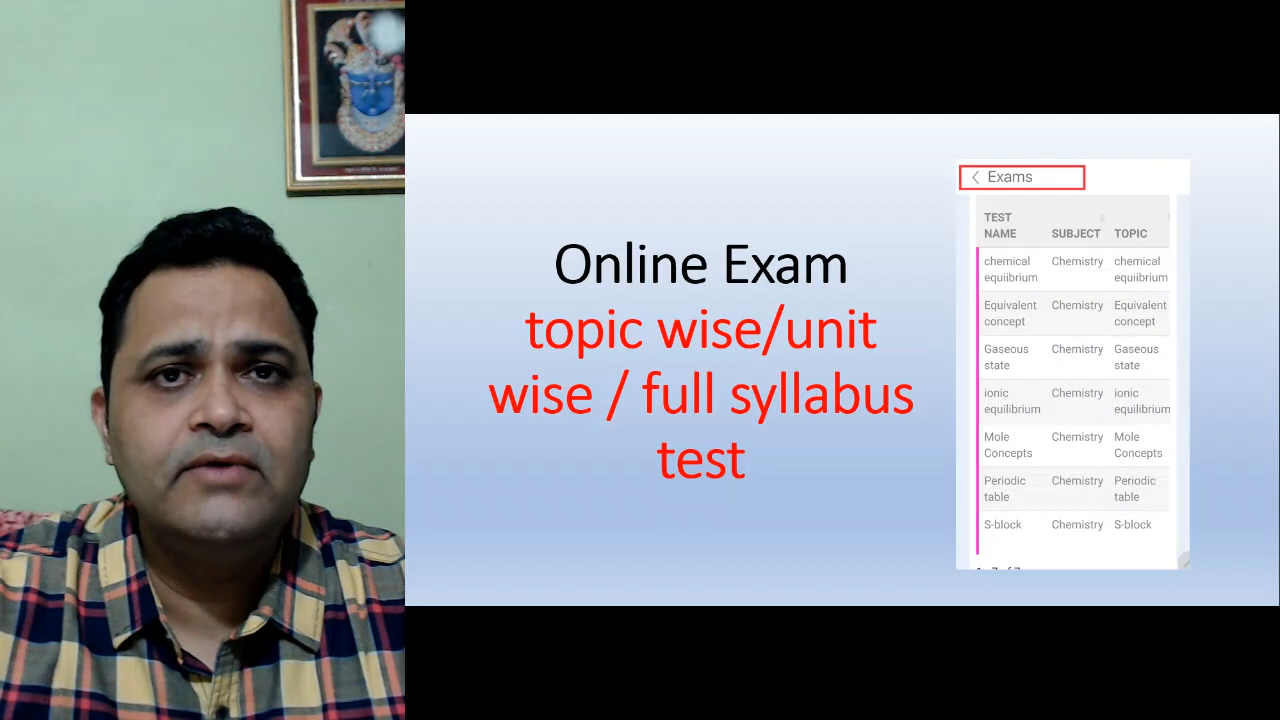 Online Exam
topic wise/unit
wise / full syllabus
test
Exams
TEST NAME SUBJECT TOPIC
chemical equiibrium Chemistry chemical equiibrium
Equivalent concept Chemistry Equivalent concept
Gaseous state Chemistry Gaseous state
ionic equilibrium Chemistry ionic equilibrium
Mole Concepts Chemistry Mole Concepts
Periodic table Chemistry Periodic table
S-block Chemistry S-block